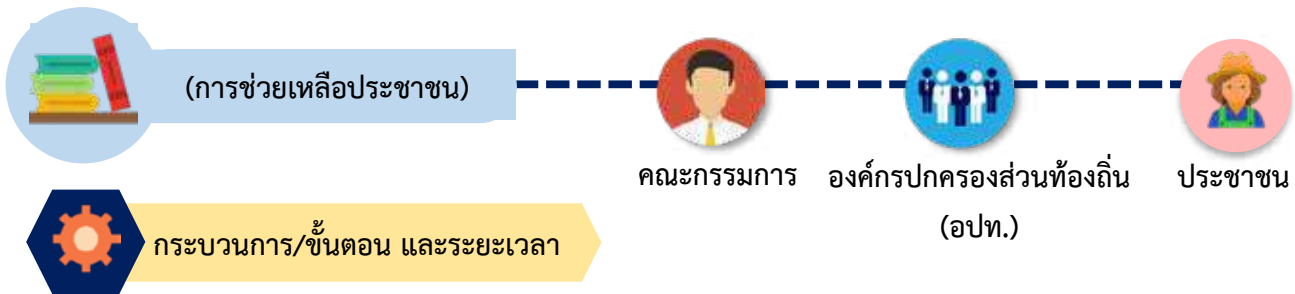 (การช่วยเหลือประชาชน)
คณะกรรมการ
องค์กรปกครองส่วนท้องถิ่น
(อปท.)
ประชาชน
กระบวนการ/ขั้นตอน และระยะเวลา